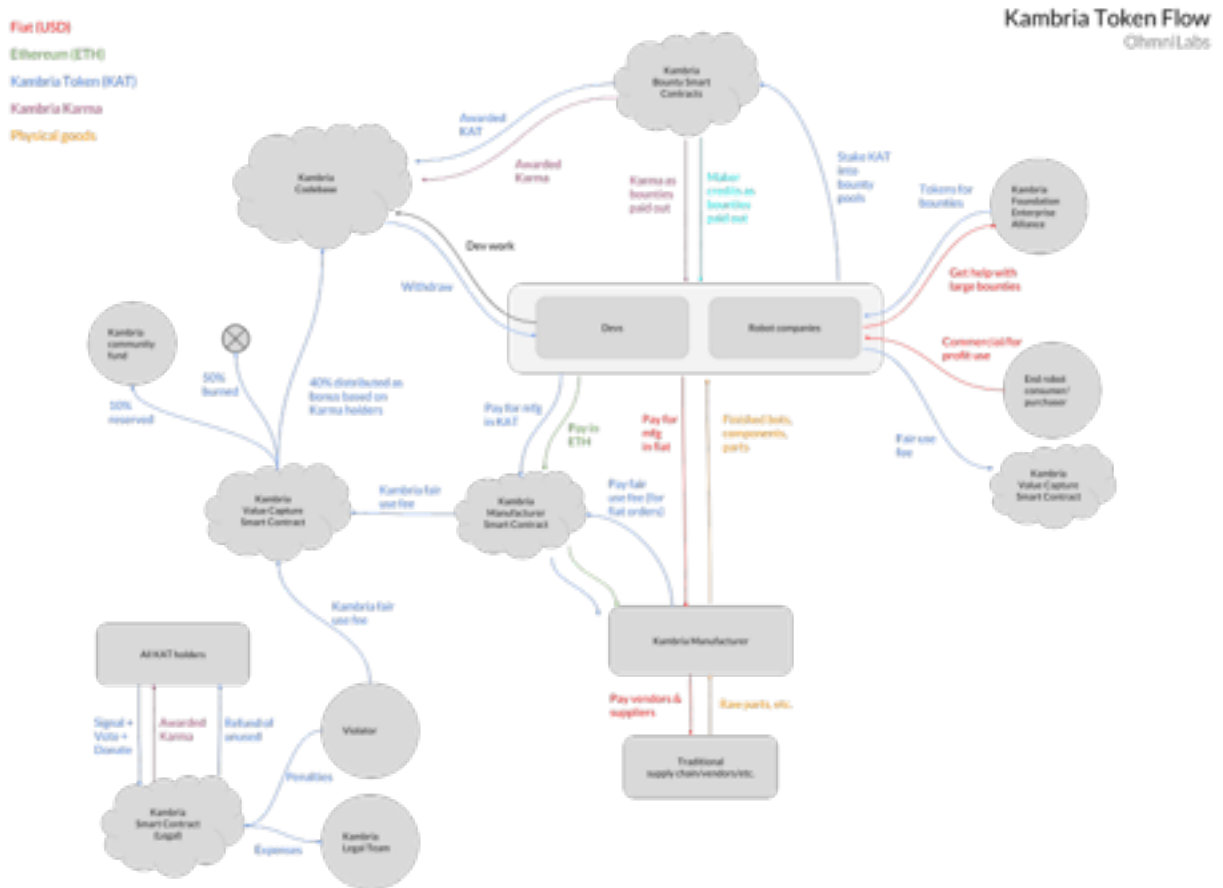 Kambria Token Flow
OhmniLabs
Fiat (USD)
Ethereum (ETH)
Kambria Token (KAT)
Kambria Karma
Physical goods
Kambria
Bounty Smart
Contracts
Awarded
KAT
Awarded
Karma
Kambria
Codebase
Karma as
bounties
paid out
Maker
credits as
bounties
paid out
Stake KAT
into
bounty
pools
Tokens for
bounties
Kambria
Foundation
Enterprise
Alliance
Dev work
Withdraw
Get help with
large bounties
Devs
Robot companies
Kambria
community
fund
50%
burned
10%
reserved
40% distributed as
bonus based on
Karma holders
Commercial for
profit use
End robot
consumer/
purchaser
Pay for mfg
in KAT
Pay in
ETH
Pay for
mfg
in fiat
Finished bots,
components,
parts
Fair use
fee
Kambria
Value Capture
Smart Contract
Kambria
Value Capture
Smart Contract
Kambria fair
use fee
Kambria
Manufacturer
Smart Contract
Pay fair
use fee (for
fiat orders)
Kambria fair
use fee
All KAT holders
Kambria Manufacturer
Signal +
Vote +
Donate
Awarded
Karma
Refund of
unused
Violator
Pay vendors &
suppliers
Raw parts, etc.
Penalties
Traditional
supply chain/vendors/etc.
Kambria
Smart Contract
(Legal)
Expenses
Kambria
Legal Team